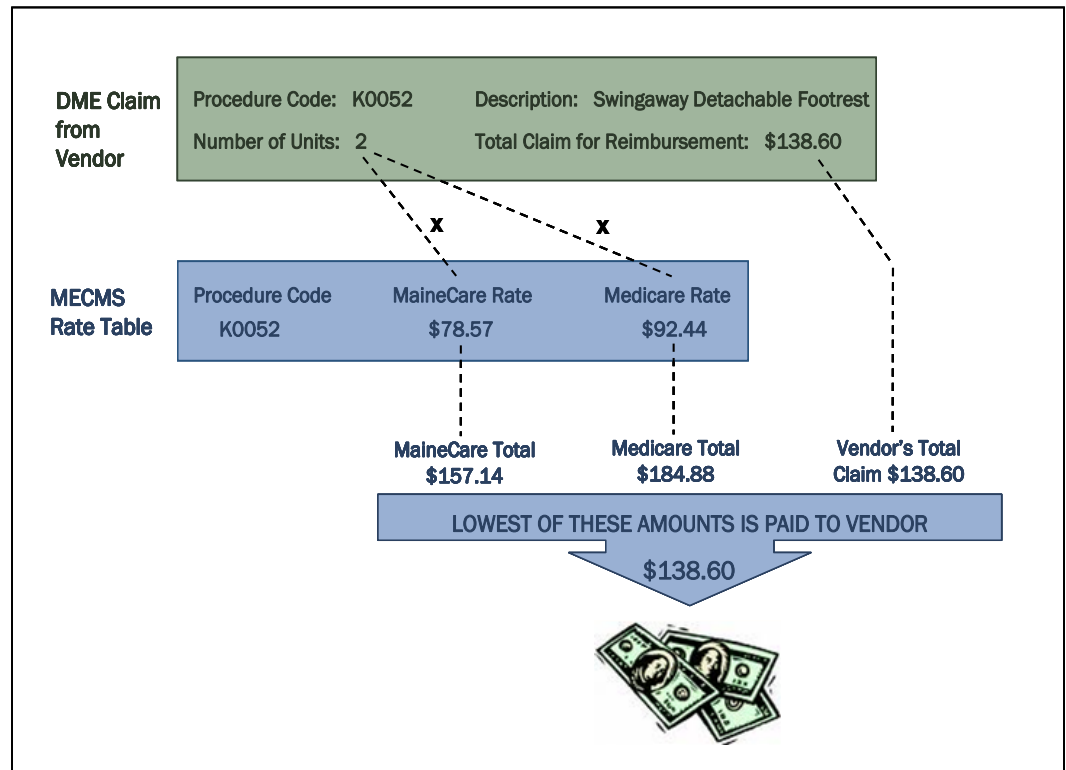 DME Claim
from
Vendor
Procedure Code: K0052 Description: Swingaway Detachable Footrest
Number of Units: 2 Total Claim for Reimbursement: $138.60
x x
MECMS
Rate Table
Procedure Code MaineCare Rate Medicare Rate
K0052 $78.57 $92.44
MaineCare Total Medicare Total Vendor's Total
$157.14 $184.88 Claim $138.60
LOWEST OF THESE AMOUNTS IS PAID TO VENDOR
$138.60